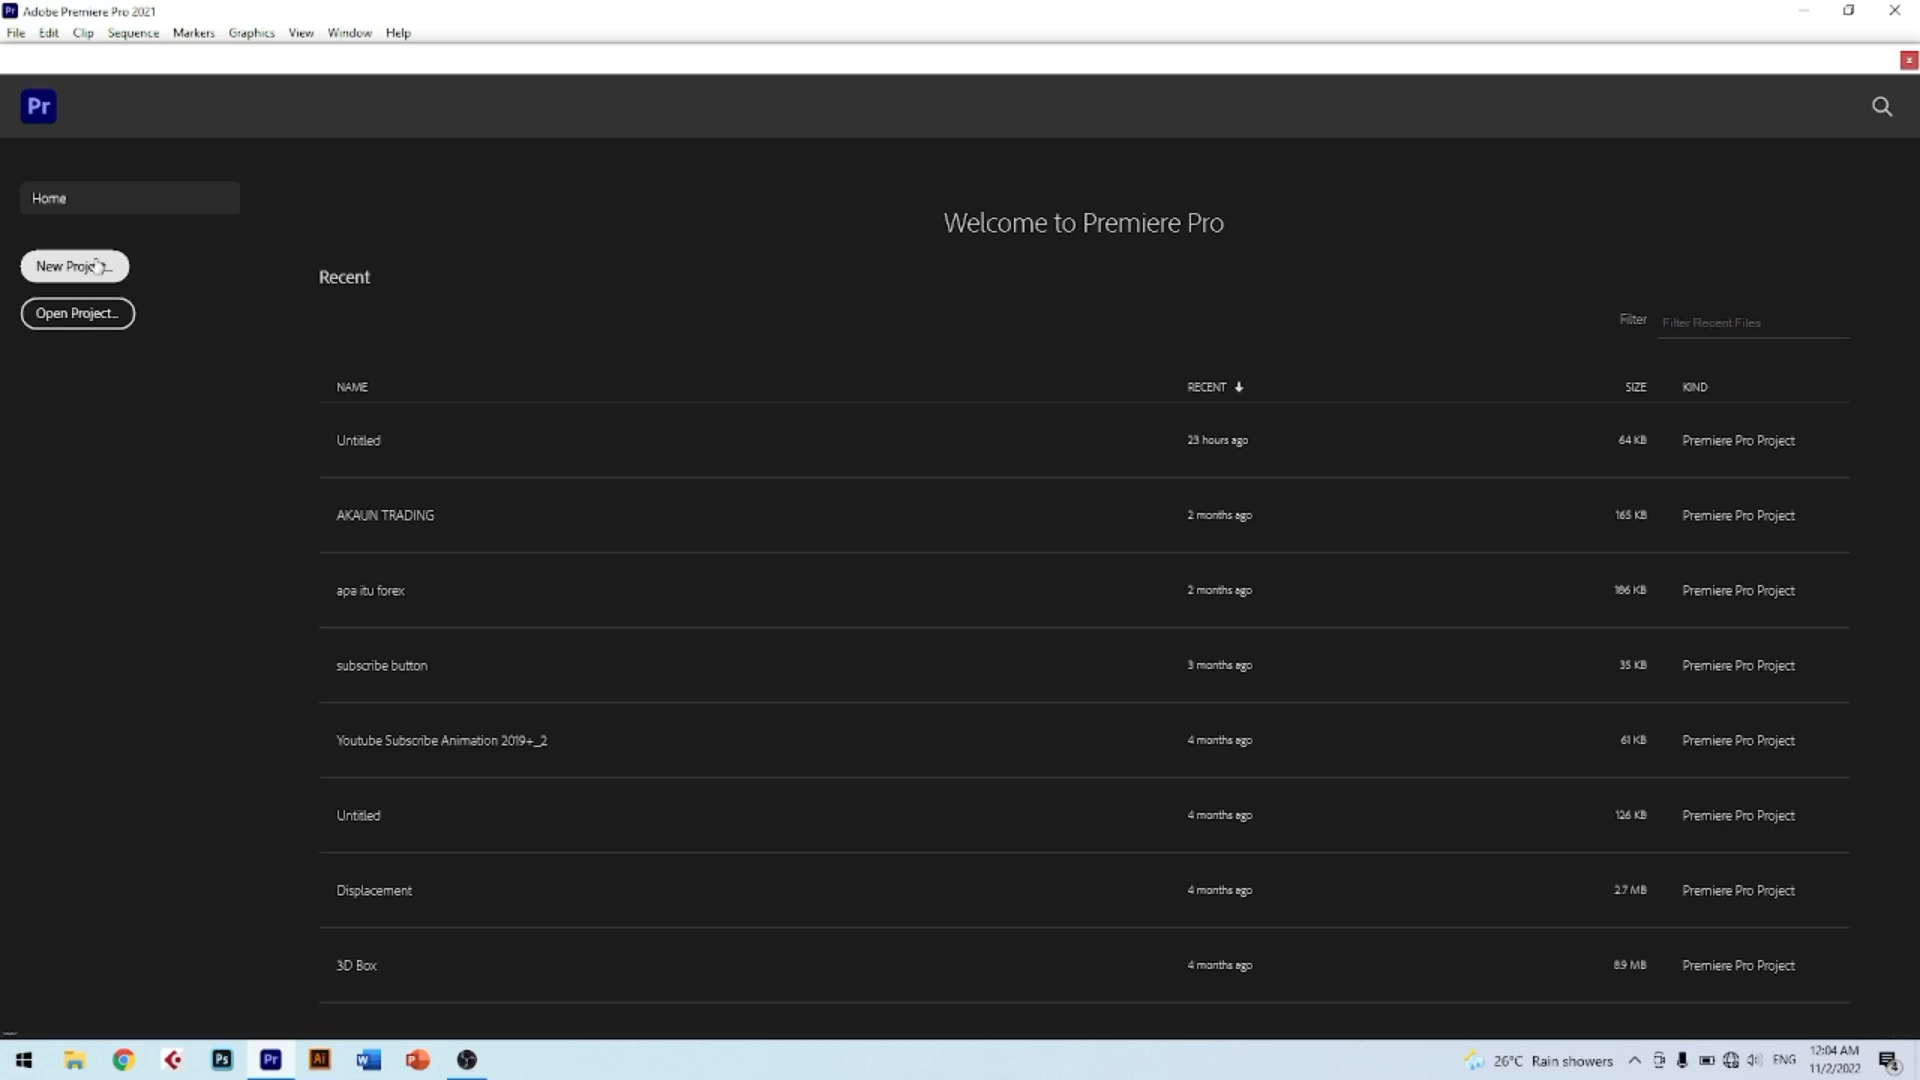 Pr Adobe Premiere Pro 2021
File Edit Clip Sequence Markers Graphics View Window Help
Pr
Home
Welcome to Premiere Pro
New Project...
Recent
Open Project...
Filter Filter Recent Files
NAME RECENT SIZE KIND
Untitled 23 hours ago 64 KB Premiere Pro Project
AKAUN TRADING 2 months ago 165 KB Premiere Pro Project
apa itu forex 2 months ago 186 KB Premiere Pro Project
subscribe button 3 months ago 35 KB Premiere Pro Project
Youtube Subscribe Animation 2019+_2 4 months ago 61 KB Premiere Pro Project
Untitled 4 months ago 126 KB Premiere Pro Project
Displacement 4 months ago 2.7 MB Premiere Pro Project
3D Box 4 months ago 8.9 MB Premiere Pro Project
Ps Pr Ai W P 26°C Rain showers ENG 12:04 AM
11/2/2022 4